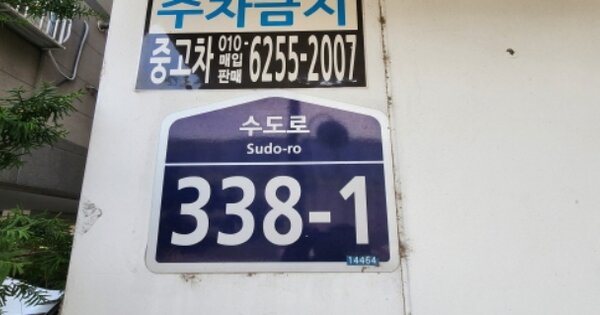 주차금지
중고차 010- 매입 판매 6255-2007
수도로
Sudo-ro
338-1
14464